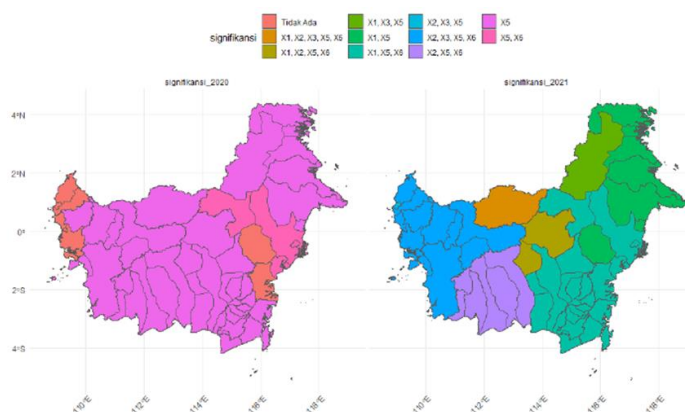 signifikansi
Tidak Ada
X1, X2, X3, X5, X6
X1, X2, X5, X6
X1, X3, X5
X1, X5
X1, X5, X6
X2, X3, X5
X2, X3, X5, X6
X2, X5, X6
X5
X5, X6
signifikansi_2020
signifikansi_2021
4°N
2°N
0°
2°S
4°S
110°E
112°E
114°E
116°E
118°E
110°E
112°E
114°E
116°E
118°E